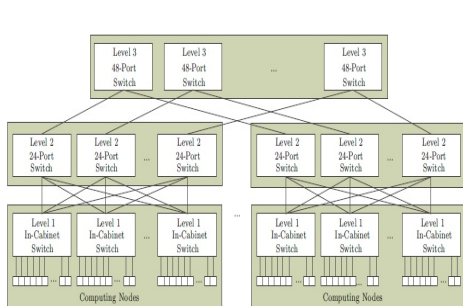 Level 3
48-Port
Switch
Level 3
48-Port
Switch
...
Level 3
48-Port
Switch
Level 2
24-Port
Switch
Level 2
24-Port
Switch
...
Level 2
24-Port
Switch
Level 2
24-Port
Switch
Level 2
24-Port
Switch
...
Level 2
24-Port
Switch
...
Level 1
In-Cabinet
Switch
Level 1
In-Cabinet
Switch
...
Level 1
In-Cabinet
Switch
Level 1
In-Cabinet
Switch
Level 1
In-Cabinet
Switch
...
Level 1
In-Cabinet
Switch
Computing Nodes
Computing Nodes